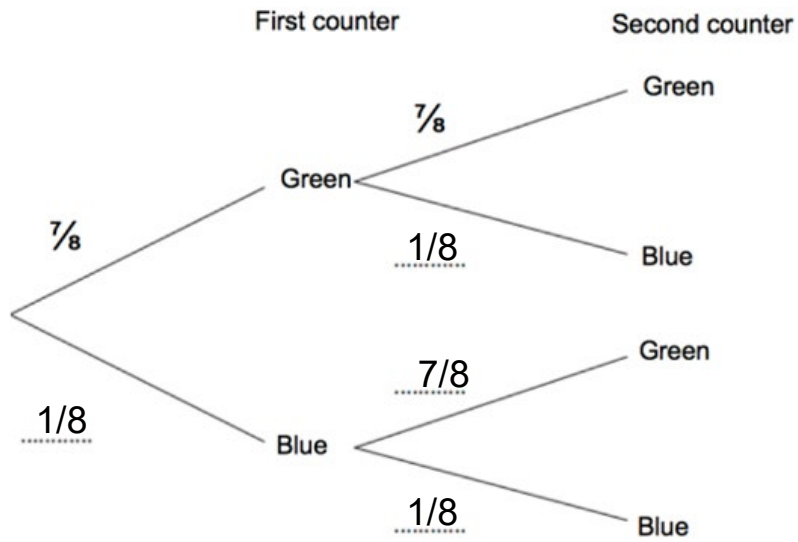 First counter Second counter
Green
⅞
Green
⅞
1/8
Blue
Green
7/8
1/8
Blue
1/8
Blue